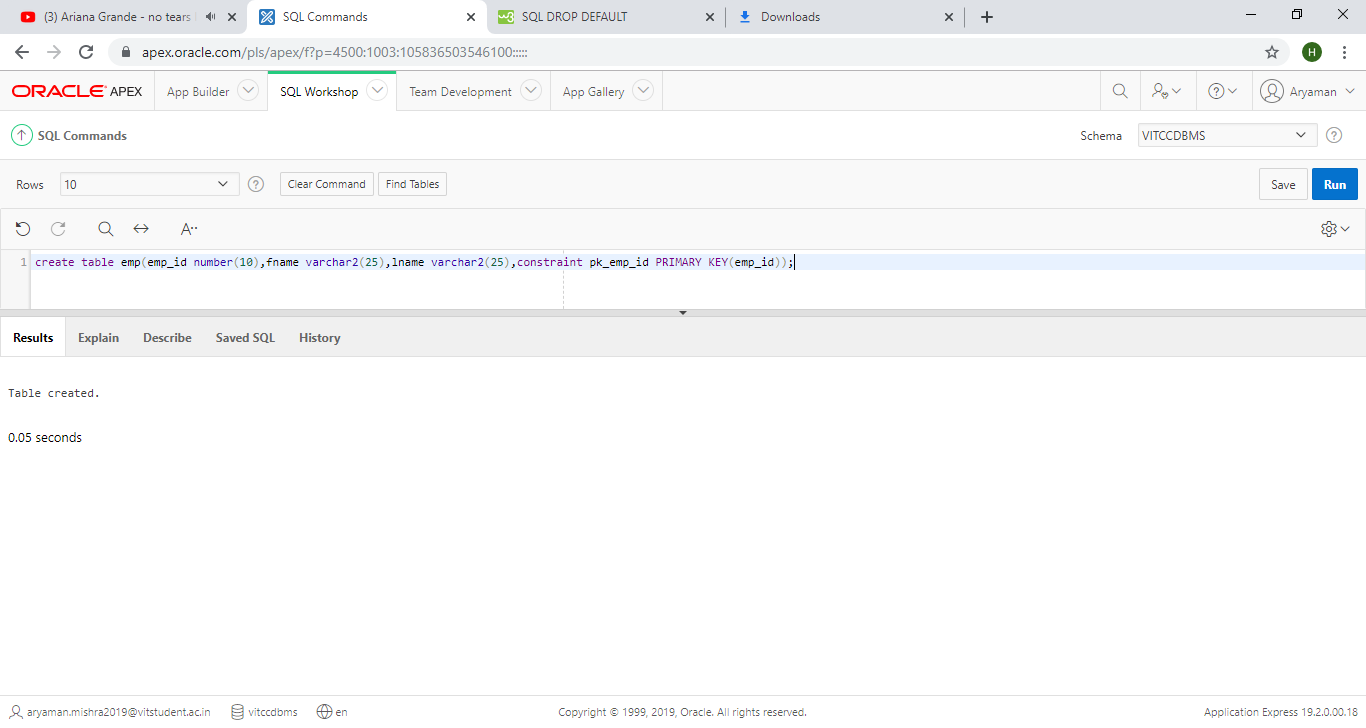 (3) Ariana Grande - no tears
SQL Commands
SQL DROP DEFAULT
Downloads
apex.oracle.com/pls/apex/f?p=4500:1003:105836503546100:::::
H
ORACLE APEX
App Builder
SQL Workshop
Team Development
App Gallery
Aryaman
SQL Commands
Schema
VITCCDBMS
Rows
10
Clear Command
Find Tables
Save
Run
A
1 create table emp(emp_id number(10),fname varchar2(25),lname varchar2(25),constraint pk_emp_id PRIMARY KEY(emp_id));
Results
Explain
Describe
Saved SQL
History
Table created.
0.05 seconds
aryaman.mishra2019@vitstudent.ac.in
vitccdbms
en
Copyright © 1999, 2019, Oracle. All rights reserved.
Application Express 19.2.0.00.18